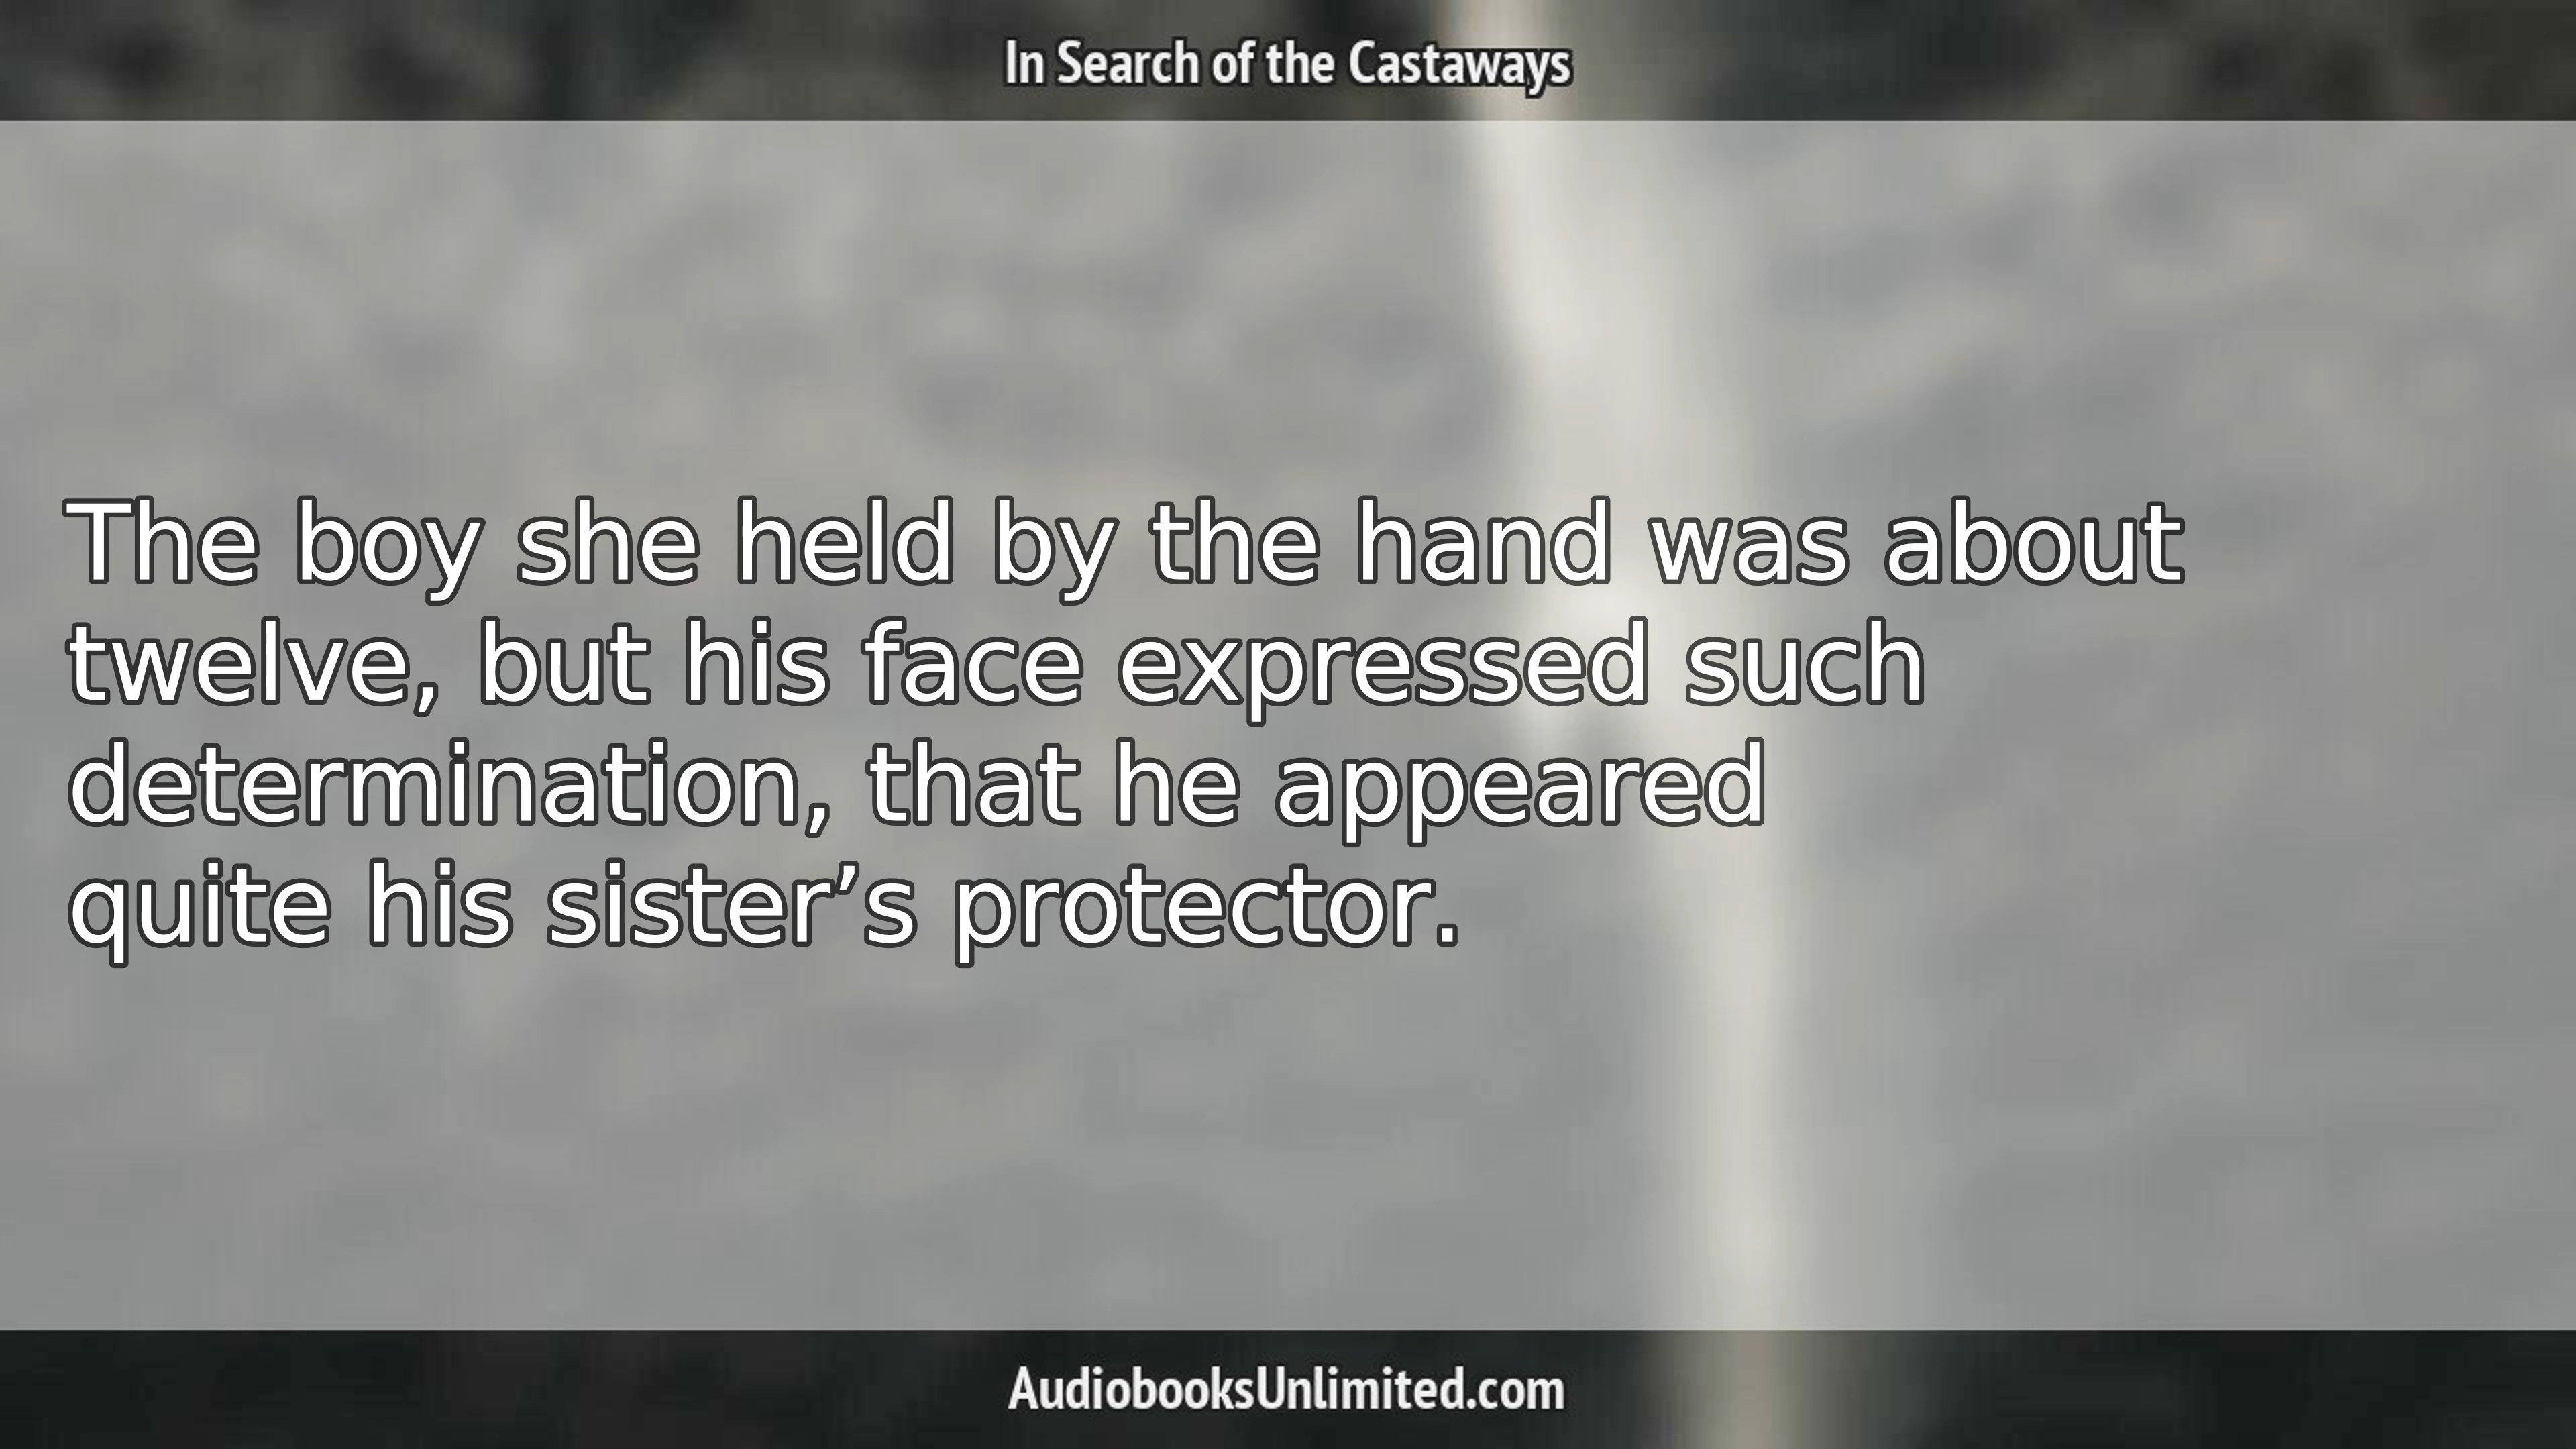 In Search of the Castaways
The boy she held by the hand was about
twelve, but his face expressed such
determination, that he appeared
quite his sister’s protector.
AudiobooksUnlimited.com